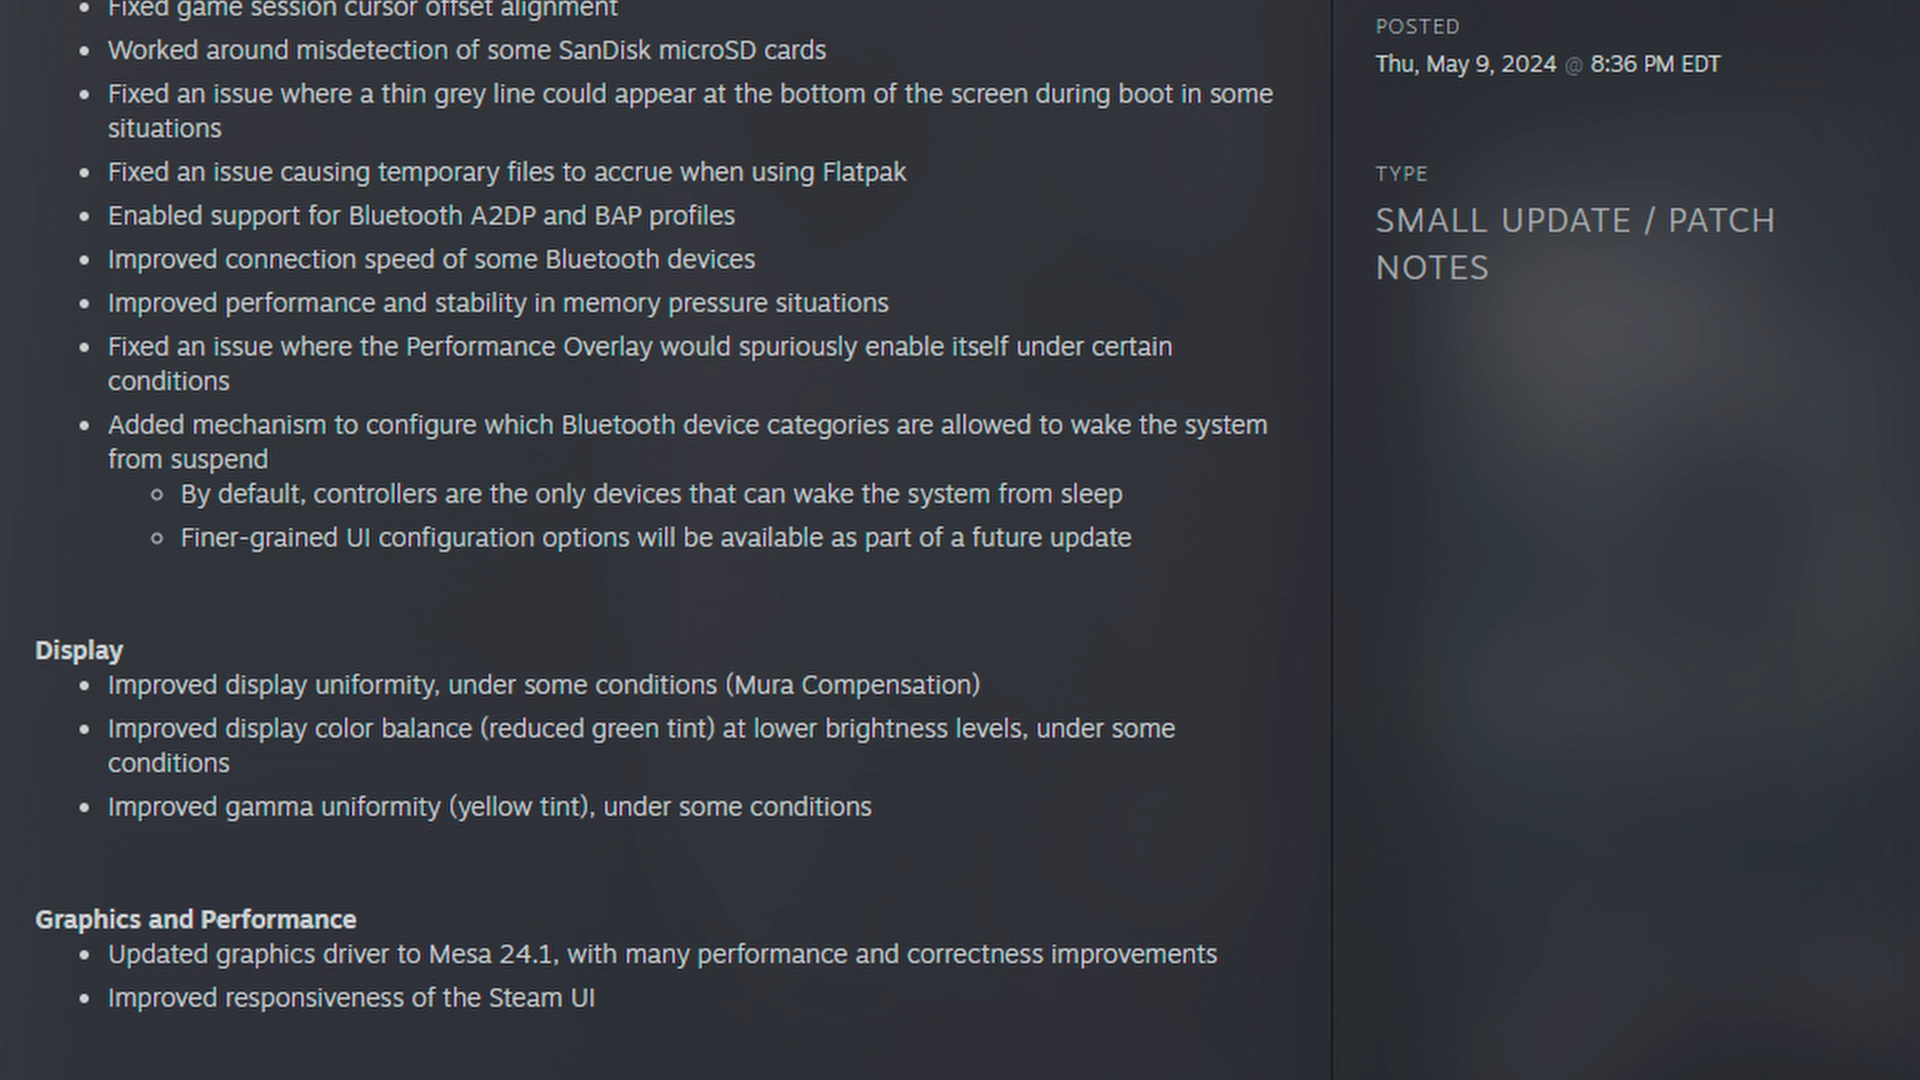 Fixed game session cursor offset alignment
Worked around misdetection of some SanDisk microSD cards
Fixed an issue where a thin grey line could appear at the bottom of the screen during boot in some
situations
Fixed an issue causing temporary files to accrue when using Flatpak
Enabled support for Bluetooth A2DP and BAP profiles
Improved connection speed of some Bluetooth devices
Improved performance and stability in memory pressure situations
Fixed an issue where the Performance Overlay would spuriously enable itself under certain
conditions
Added mechanism to configure which Bluetooth device categories are allowed to wake the system
from suspend
By default, controllers are the only devices that can wake the system from sleep
Finer-grained UI configuration options will be available as part of a future update
Display
Improved display uniformity, under some conditions (Mura Compensation)
Improved display color balance (reduced green tint) at lower brightness levels, under some
conditions
Improved gamma uniformity (yellow tint), under some conditions
Graphics and Performance
Updated graphics driver to Mesa 24.1, with many performance and correctness improvements
Improved responsiveness of the Steam UI
POSTED
Thu, May 9, 2024 @ 8:36 PM EDT
TYPE
SMALL UPDATE / PATCH
NOTES